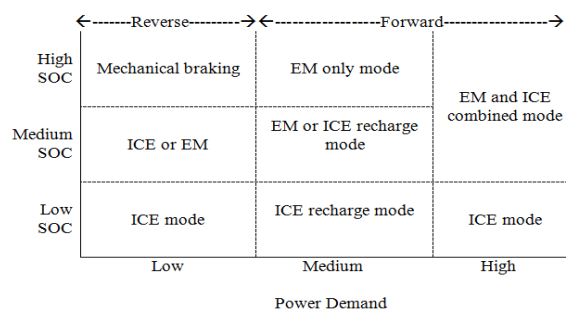 Reverse
Forward
High
SOC
Mechanical braking
EM only mode
EM and ICE
combined mode
Medium
SOC
ICE or EM
EM or ICE recharge
mode
Low
SOC
ICE mode
ICE recharge mode
ICE mode
Low
Medium
High
Power Demand